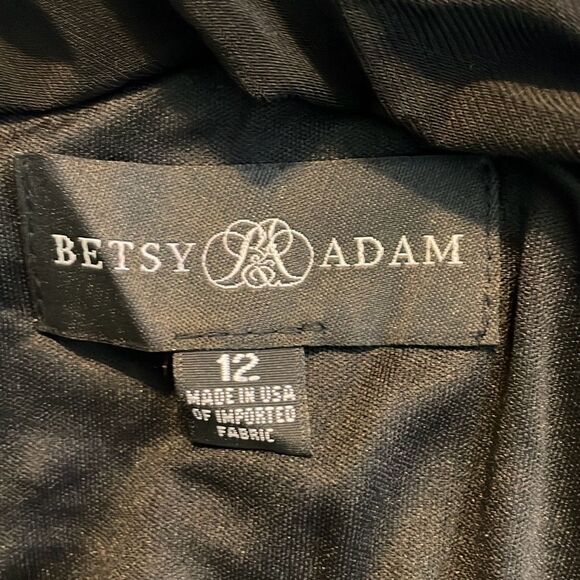 BETSY B&A ADAM
12
MADE IN USA
OF IMPORTED
FABRIC